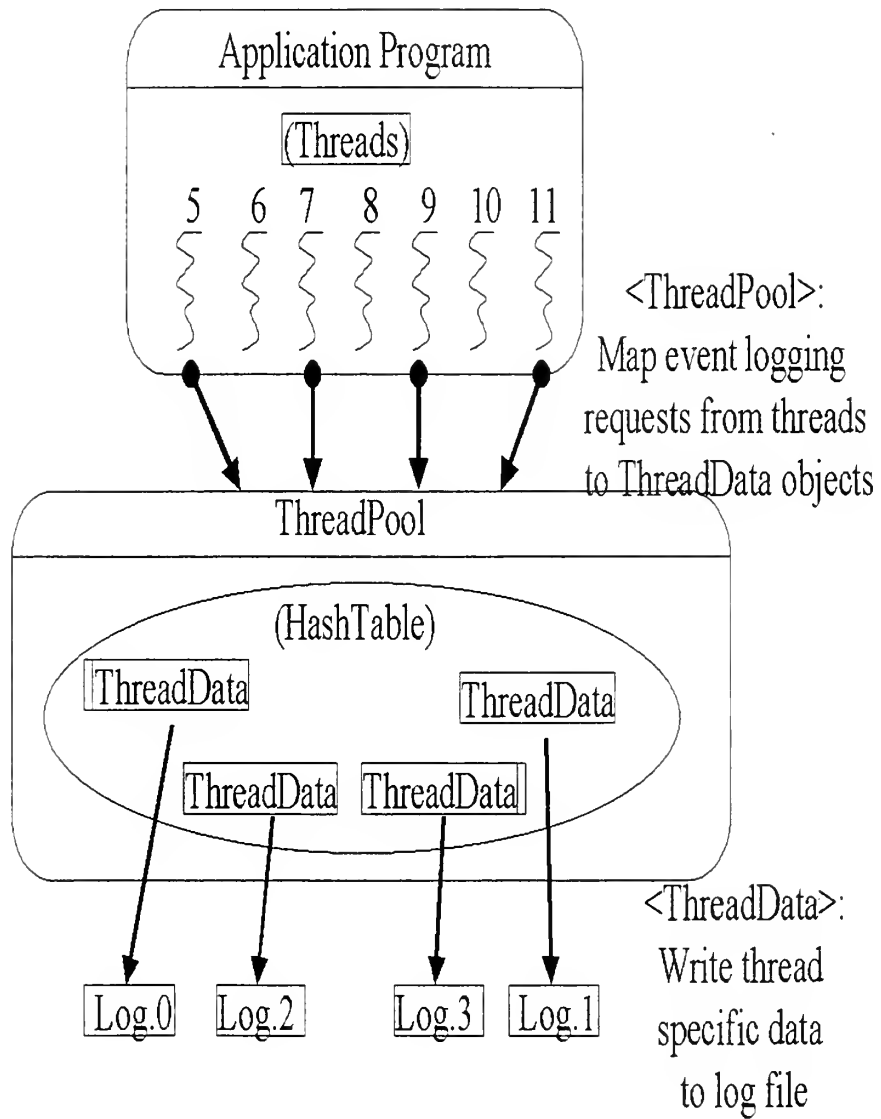 Application Program
(Threads)
5 6 7 8 9 10 11
<ThreadPool>:
Map event logging
requests from threads
to ThreadData objects
ThreadPool
(HashTable)
ThreadData
ThreadData
ThreadData
ThreadData
<ThreadData>:
Write thread
specific data
to log file
Log.0
Log.2
Log.3
Log.1